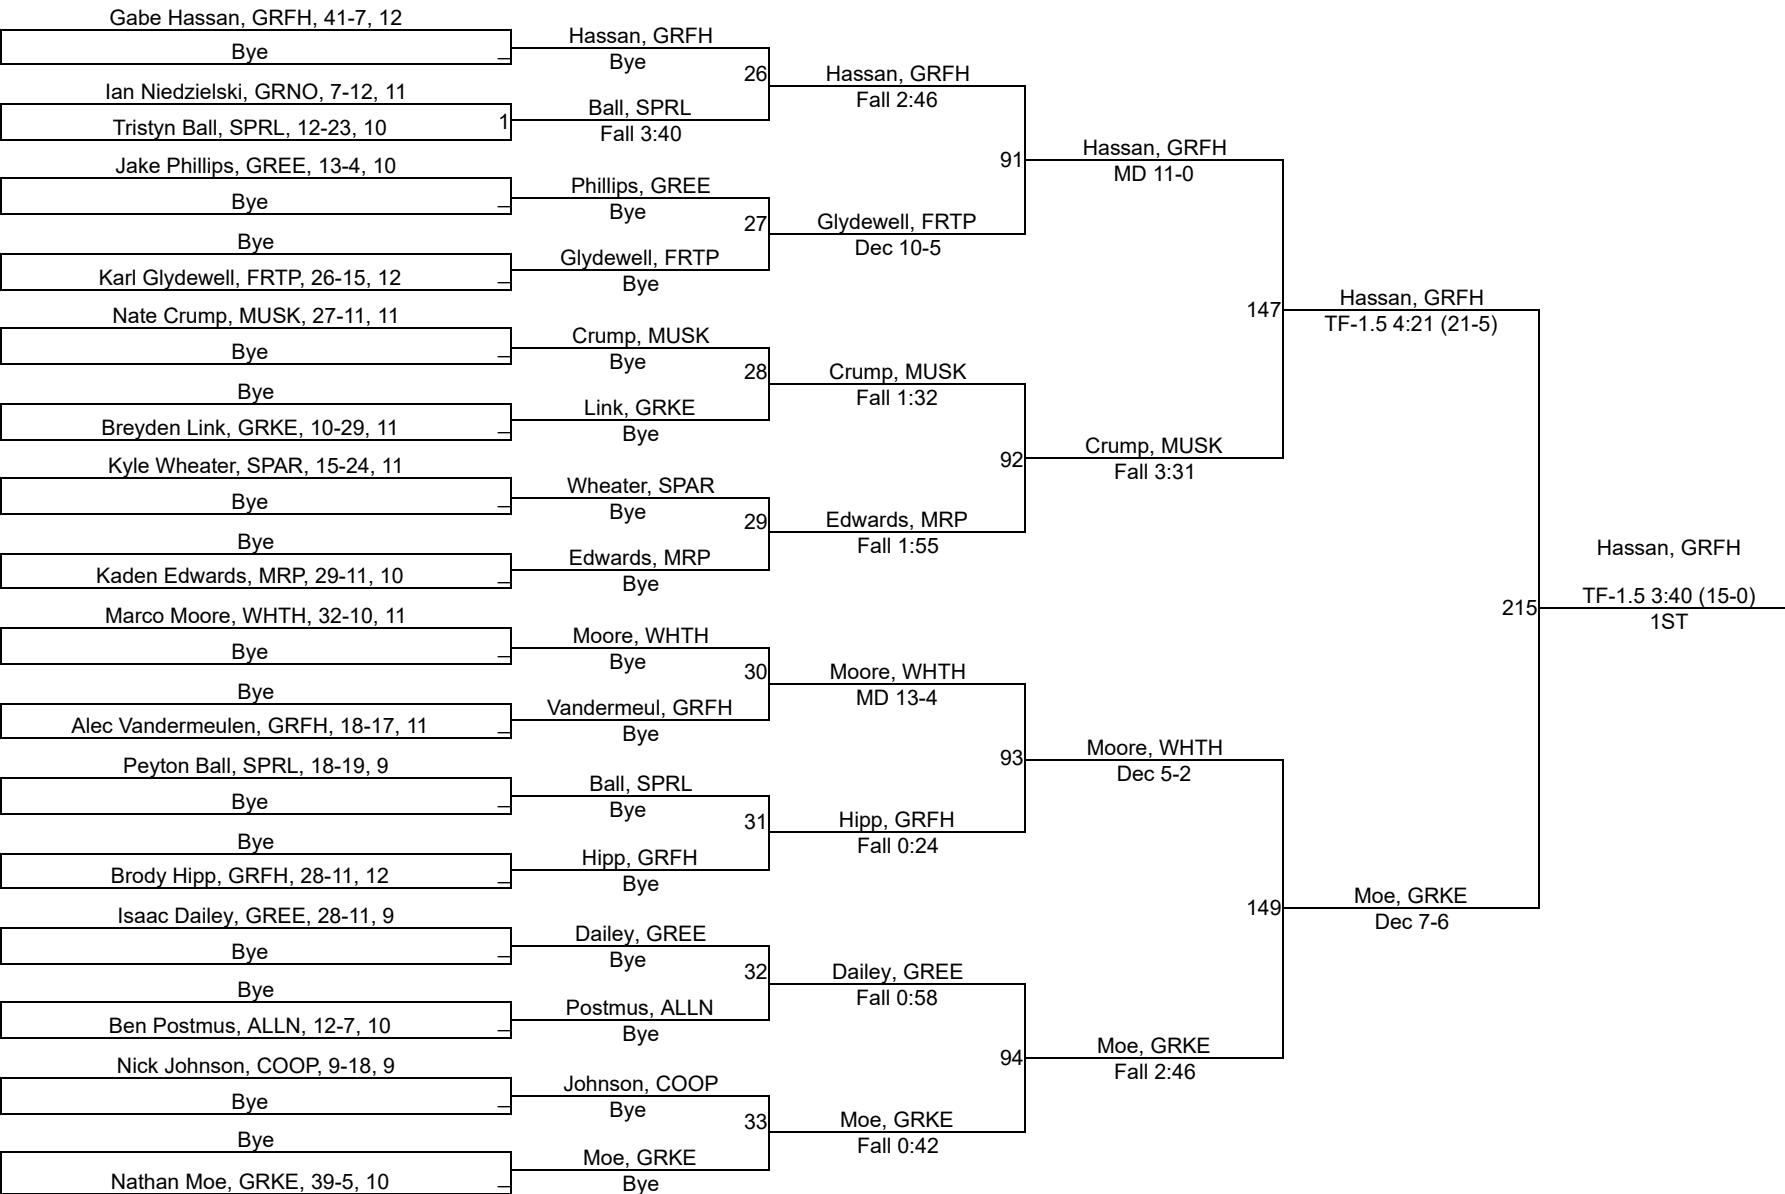 Gabe Hassan, GRFH, 41-7, 12
Bye
Ian Niedzielski, GRNO, 7-12, 11
1
Tristyn Ball, SPRL, 12-23, 10
Jake Phillips, GREE, 13-4, 10
Bye
Bye
Karl Glydewell, FRTP, 26-15, 12
Nate Crump, MUSK, 27-11, 11
Bye
Bye
Breyden Link, GRKE, 10-29, 11
Kyle Wheater, SPAR, 15-24, 11
Bye
Bye
Kaden Edwards, MRP, 29-11, 10
Marco Moore, WHTH, 32-10, 11
Bye
Bye
Alec Vandermeulen, GRFH, 18-17, 11
Peyton Ball, SPRL, 18-19, 9
Bye
Bye
Brody Hipp, GRFH, 28-11, 12
Isaac Dailey, GREE, 28-11, 9
Bye
Bye
Ben Postmus, ALLN, 12-7, 10
Nick Johnson, COOP, 9-18, 9
Bye
Bye
Nathan Moe, GRKE, 39-5, 10
Hassan, GRFH
Bye
26
Ball, SPRL
Fall 3:40
Phillips, GREE
Bye
27
Glydewell, FRTP
Bye
Crump, MUSK
Bye
28
Link, GRKE
Bye
Wheater, SPAR
Bye
29
Edwards, MRP
Bye
Moore, WHTH
Bye
30
Vandermeul, GRFH
Bye
Ball, SPRL
Bye
31
Hipp, GRFH
Bye
Dailey, GREE
Bye
32
Postmus, ALLN
Bye
Johnson, COOP
Bye
33
Moe, GRKE
Bye
Hassan, GRFH
Fall 2:46
91
Glydewell, FRTP
Dec 10-5
Crump, MUSK
Fall 1:32
92
Edwards, MRP
Fall 1:55
Moore, WHTH
MD 13-4
93
Hipp, GRFH
Fall 0:24
Dailey, GREE
Fall 0:58
94
Moe, GRKE
Fall 0:42
Hassan, GRFH
MD 11-0
147
Crump, MUSK
Fall 3:31
Moore, WHTH
Dec 5-2
149
Moe, GRKE
Fall 2:46
Hassan, GRFH
TF-1.5 4:21 (21-5)
215
Moe, GRKE
Dec 7-6
Hassan, GRFH
TF-1.5 3:40 (15-0)
1ST